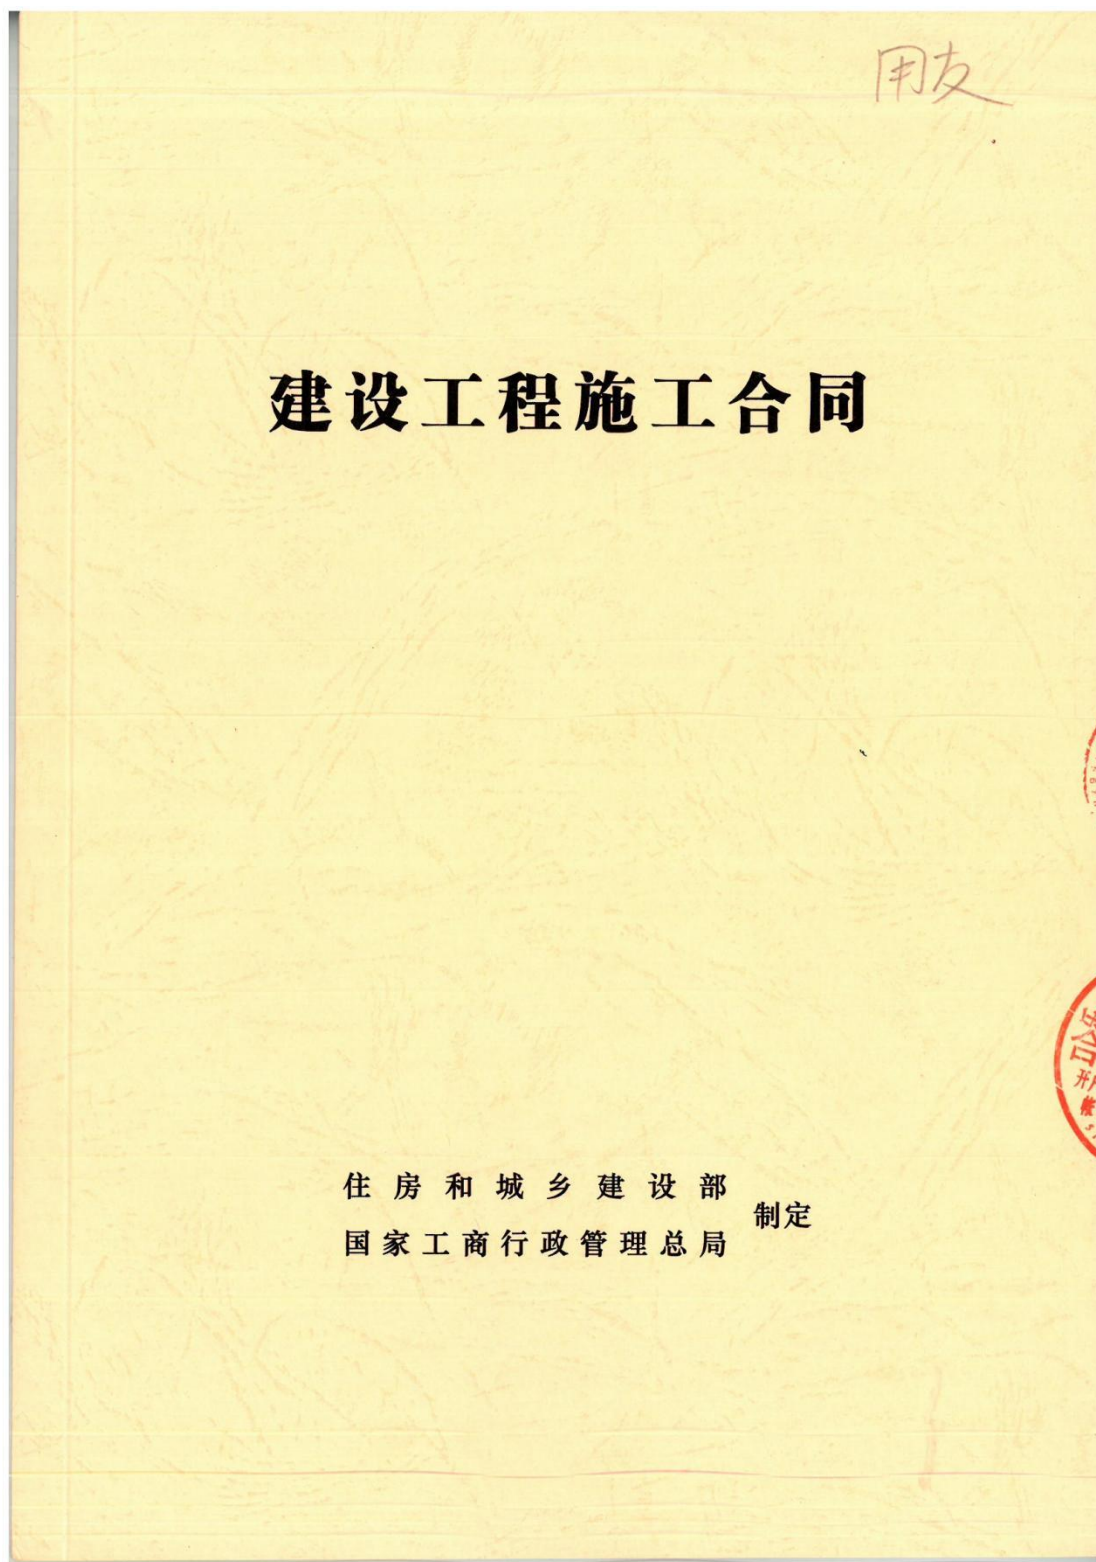 用友
建设工程施工合同
住房和城乡建设部
国家工商行政管理总局
制定